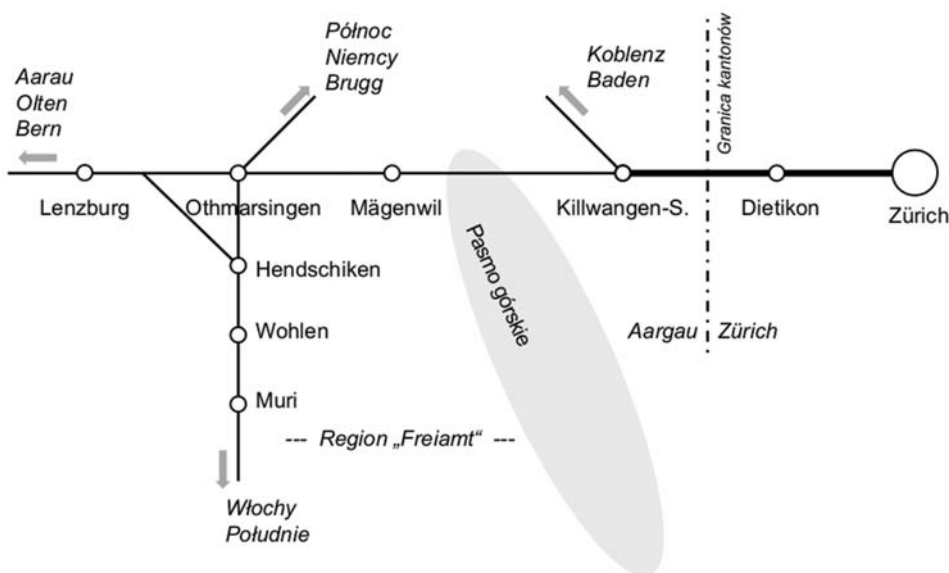 Aarau
Olten
Bern
Północ
Niemcy
Brugg
Koblenz
Baden
Granica kantonów
Lenzburg
Othmarsingen
Mägenwil
Killwangen-S.
Dietikon
Zürich
Hendschiken
Wohlen
Muri
Pasmo górskie
Aargau
Zürich
--- Region „Freiamt“ ---
Włochy
Południe